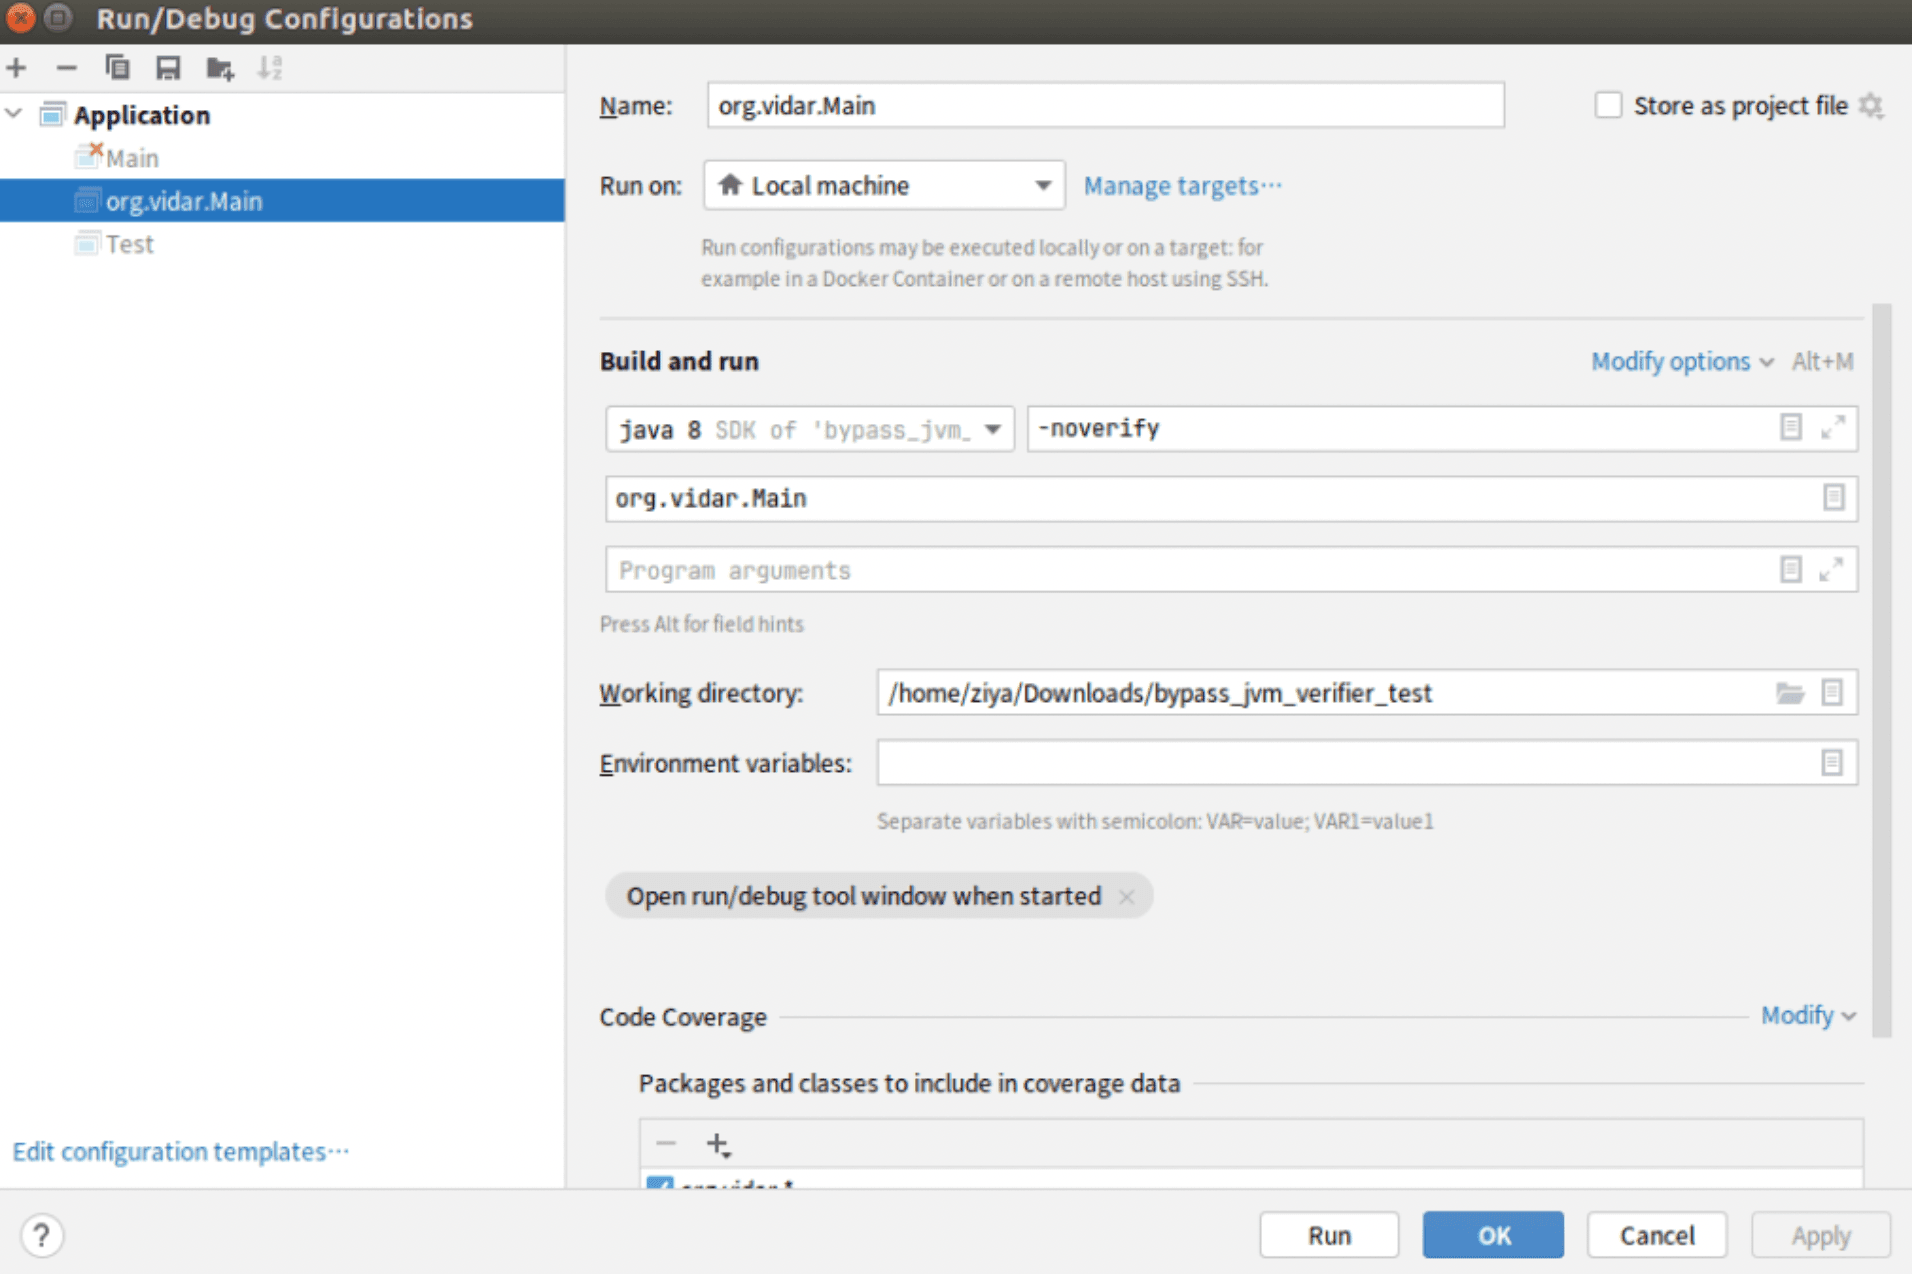 Run/Debug Configurations
Application
Main
org.vidar.Main
Test
Edit configuration templates···
Name: org.vidar.Main Store as project file
Run on: Local machine Manage targets···
Run configurations may be executed locally or on a target: for
example in a Docker Container or on a remote host using SSH.
Build and run Modify options Alt+M
java 8 SDK of 'bypass_jvm_ -noverify
org.vidar.Main
Program arguments
Press Alt for field hints
Working directory: /home/ziya/Downloads/bypass_jvm_verifier_test
Environment variables:
Separate variables with semicolon: VAR=value; VAR1=value1
Open run/debug tool window when started
Code Coverage Modify
Packages and classes to include in coverage data
? Run OK Cancel Apply